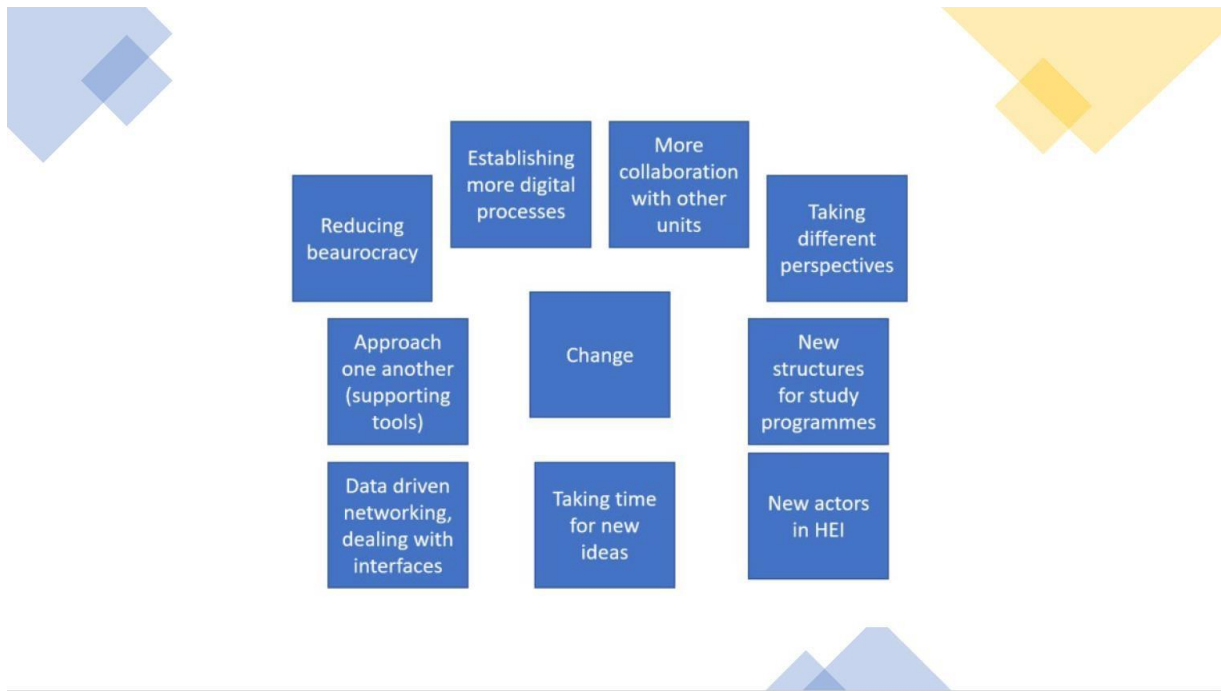 Reducing
beaurocracy
Establishing
more digital
processes
More
collaboration
with other
units
Taking
different
perspectives
Approach
one another
(supporting
tools)
Change
New
structures
for study
programmes
Data driven
networking,
dealing with
interfaces
Taking time
for new
ideas
New actors
in HEI